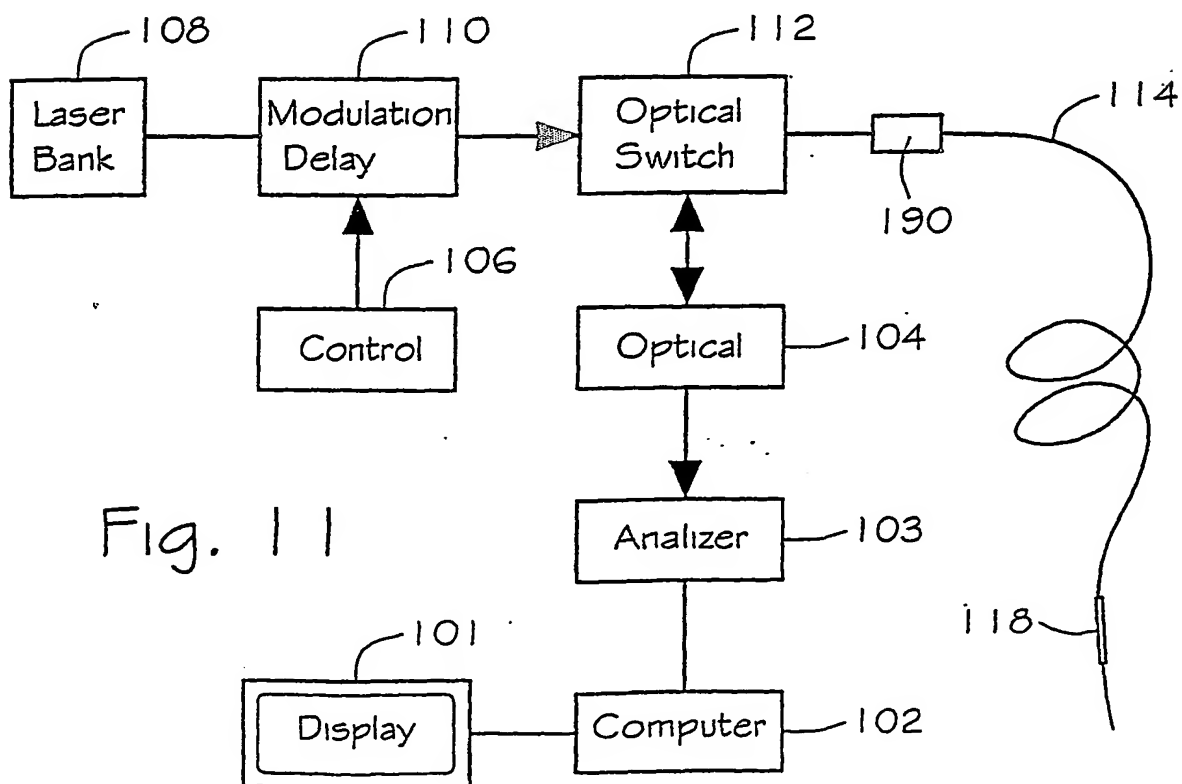 108
110
112
114
Laser
Bank
Modulation
Delay
Optical
Switch
190
106
Control
Optical
104
Fig. 11
Analizer
103
118
101
Display
Computer
102